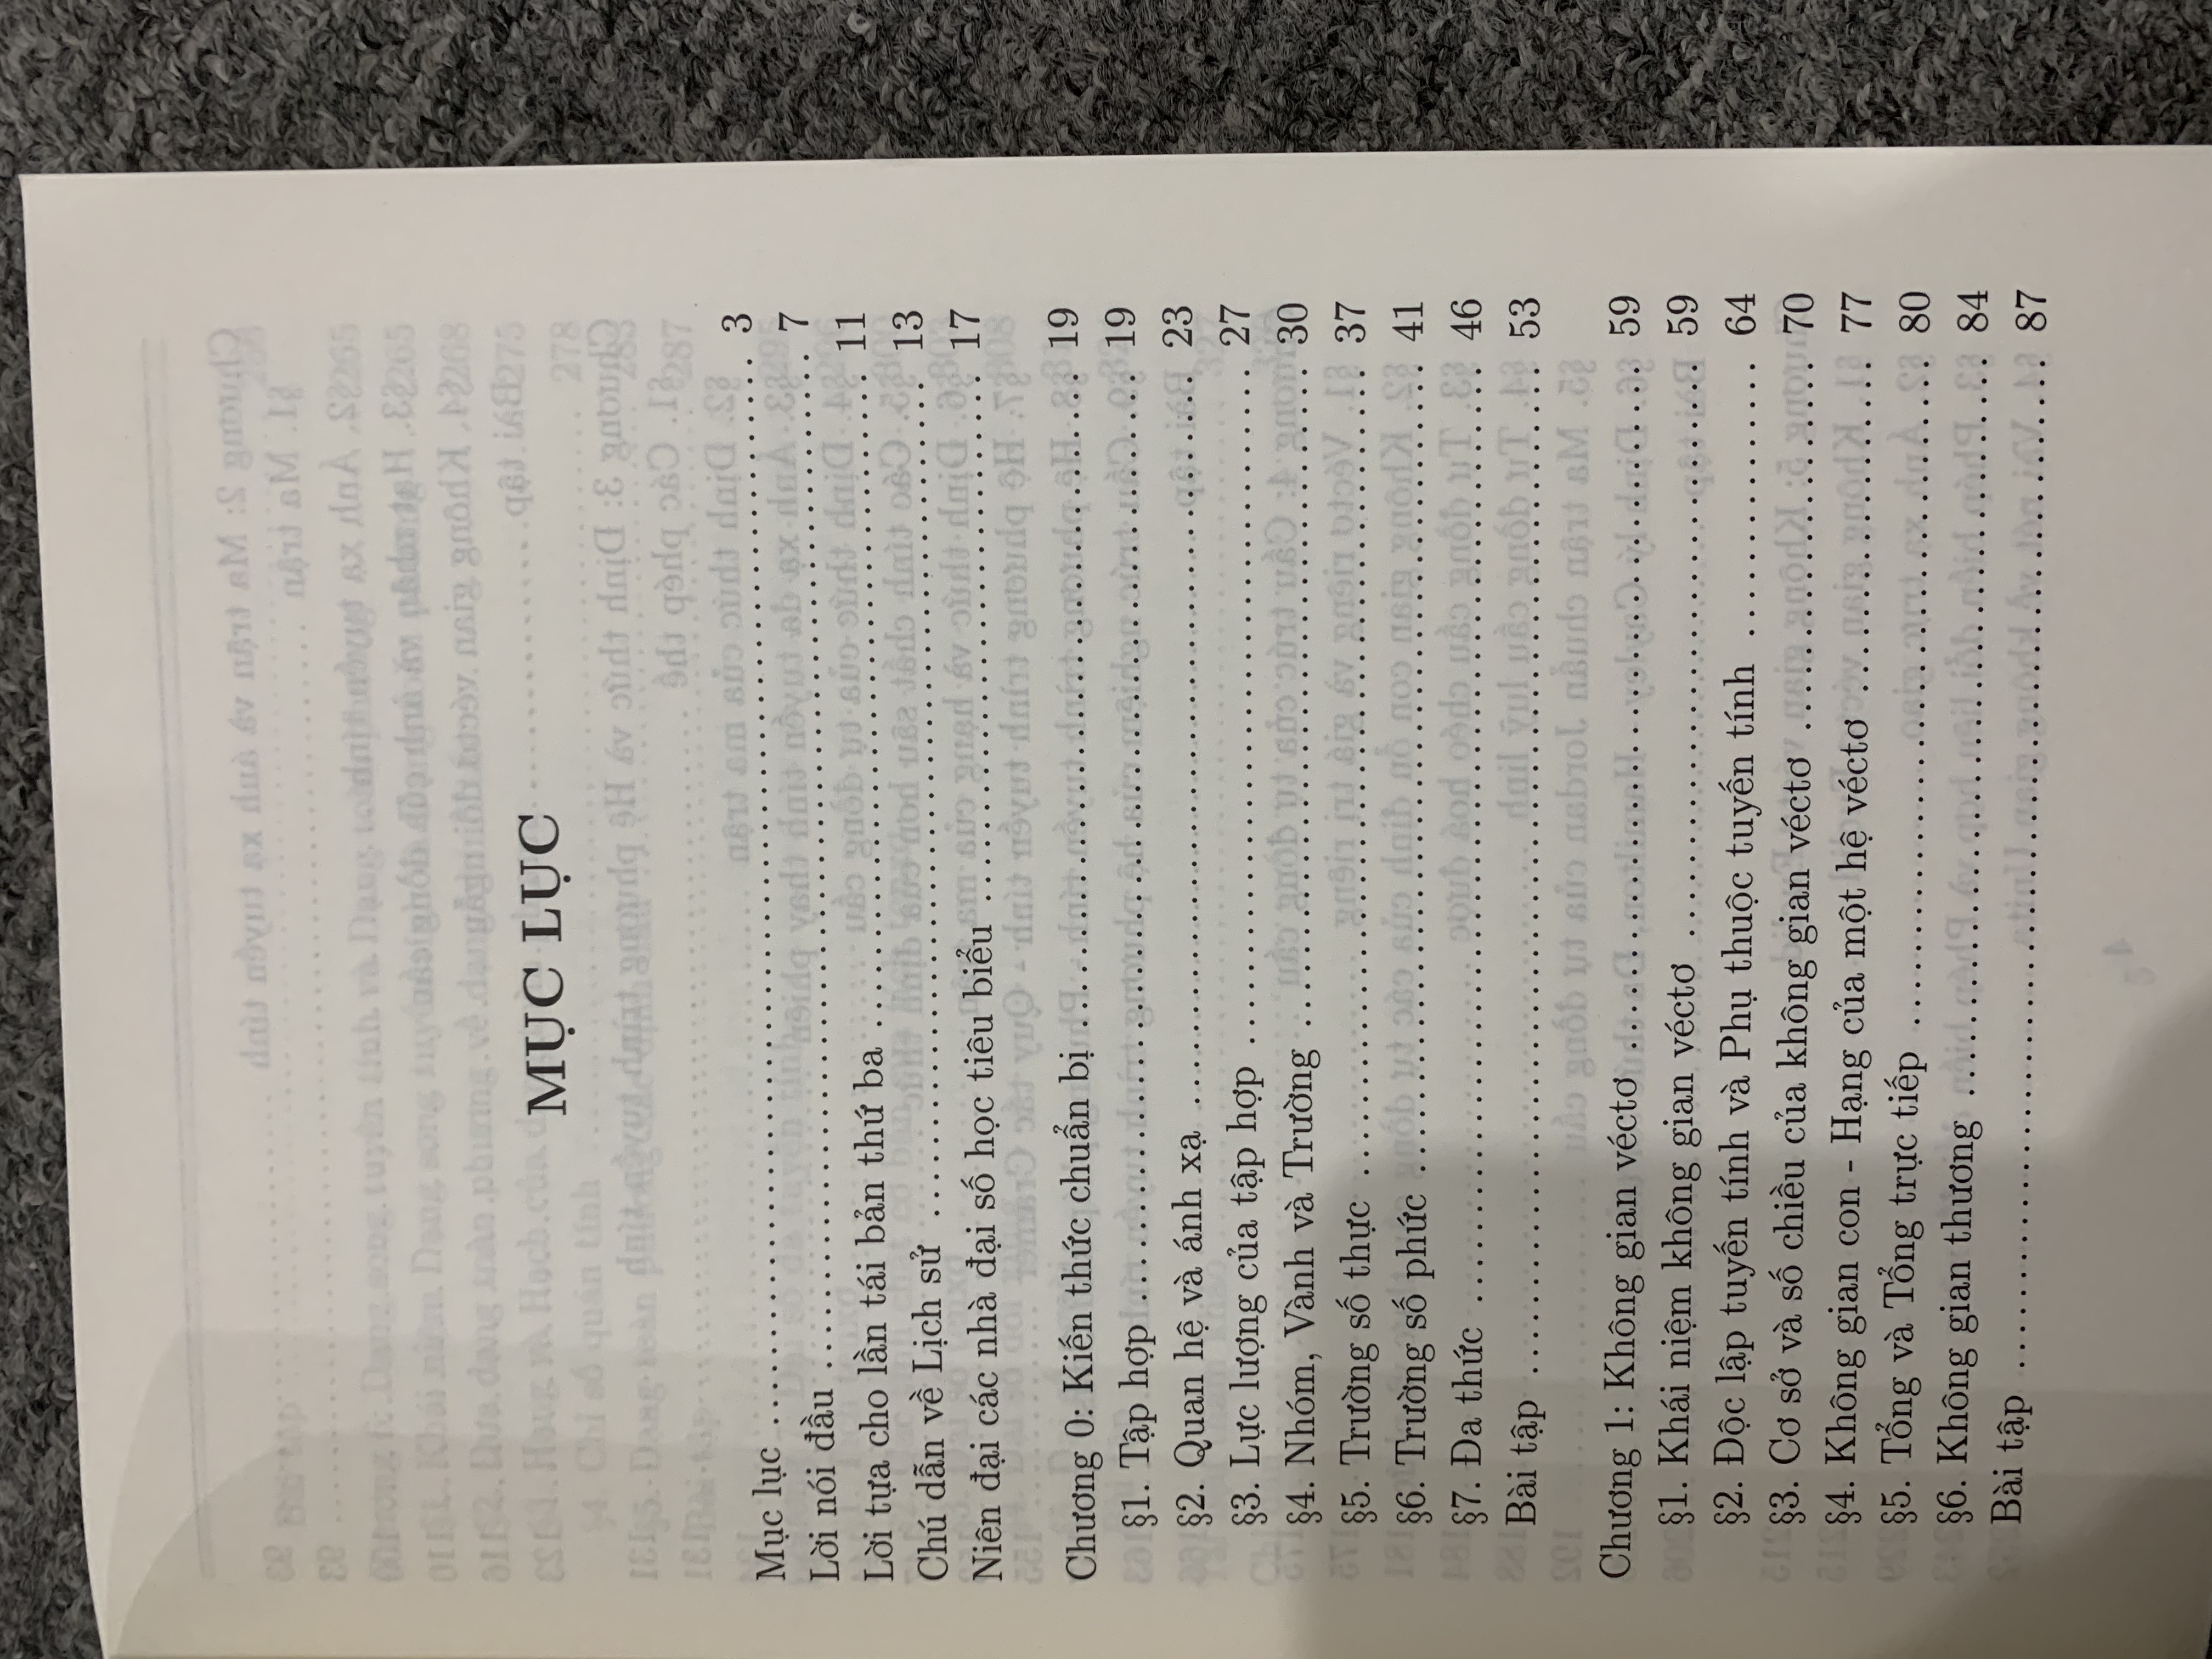 MỤC LỤC
Mục lục ........ 3
Lời nói đầu ........ 7
Lời tựa cho lần tái bản thứ ba ........ 11
Chú dẫn về Lịch sử ........ 13
Niên đại các nhà đại số học tiêu biểu ........ 17
Chương 0: Kiến thức chuẩn bị ........ 19
§1. Tập hợp ........ 19
§2. Quan hệ và ánh xạ ........ 23
§3. Lực lượng của tập hợp ........ 27
§4. Nhóm, Vành và Trường ........ 30
§5. Trường số thực ........ 37
§6. Trường số phức ........ 41
§7. Đa thức ........ 46
Bài tập ........ 53
Chương 1: Không gian véctơ ........ 59
§1. Khái niệm không gian véctơ ........ 59
§2. Độc lập tuyến tính và Phụ thuộc tuyến tính ........ 64
§3. Cơ sở và số chiều của không gian véctơ ........ 70
§4. Không gian con - Hạng của một hệ véctơ ........ 77
§5. Tổng và Tổng trực tiếp ........ 80
§6. Không gian thương ........ 84
Bài tập ........ 87